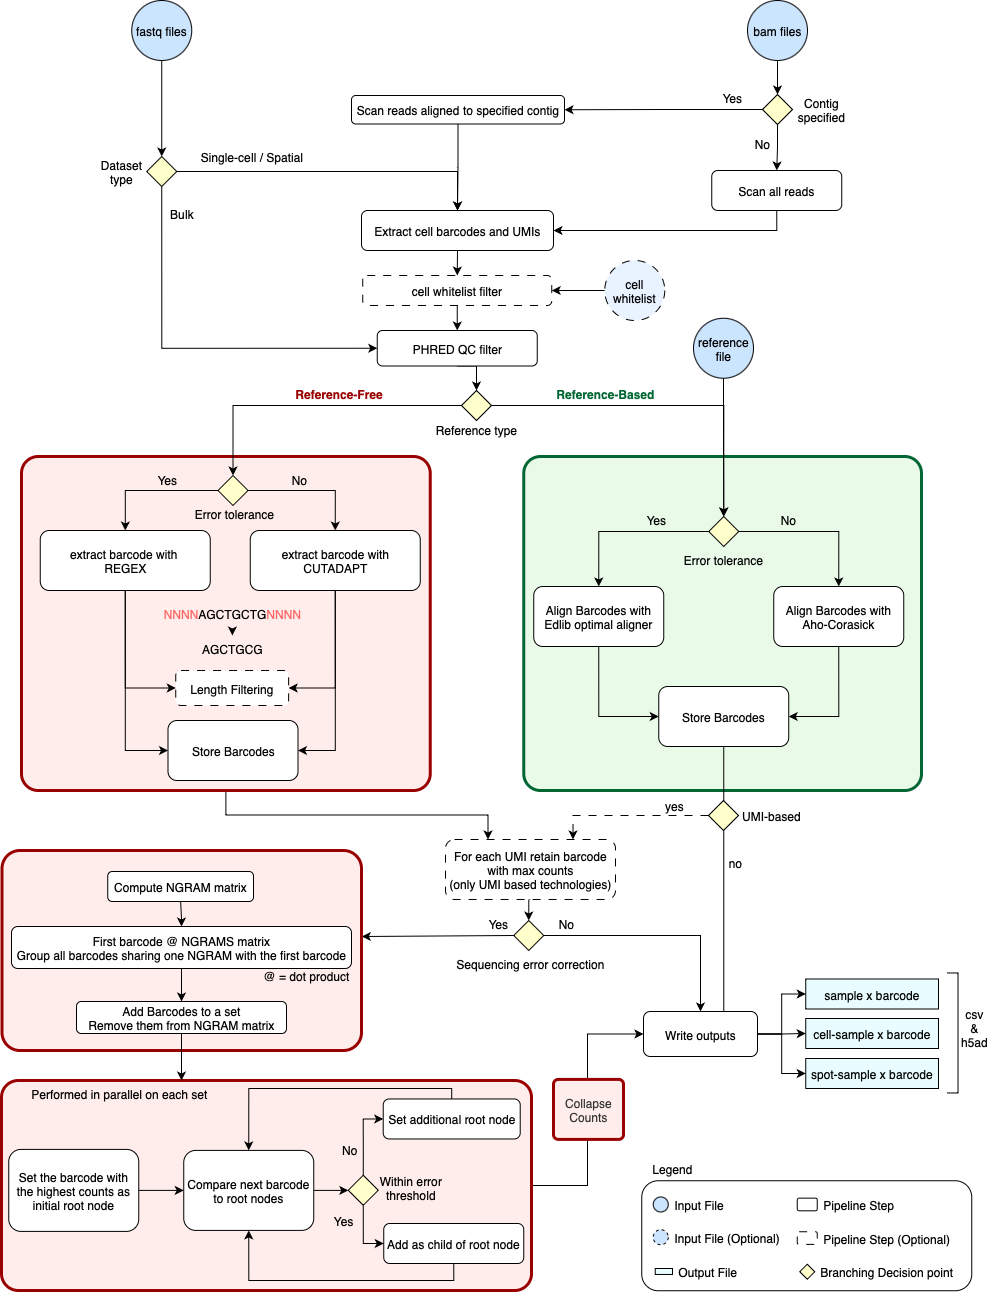 fastq files
bam files
Yes
Contig
specified
Scan reads aligned to specified contig
No
Dataset
type
Single-cell / Spatial
Scan all reads
Bulk
Extract cell barcodes and UMIs
cell whitelist filter
cell
whitelist
PHRED QC filter
reference
file
Reference-Free
Reference-Based
Reference type
Yes
No
Error tolerance
extract barcode with
REGEX
extract barcode with
CUTADAPT
NNNNAGCTGCTGNNNN
AGCTGCG
Length Filtering
Store Barcodes
Yes
No
Error tolerance
Align Barcodes with
Edlib optimal aligner
Align Barcodes with
Aho-Corasick
Store Barcodes
yes
UMI-based
no
For each UMI retain barcode
with max counts
(only UMI based technologies)
Yes
No
Sequencing error correction
Compute NGRAM matrix
First barcode @ NGRAMS matrix
Group all barcodes sharing one NGRAM with the first barcode
@ = dot product
Add Barcodes to a set
Remove them from NGRAM matrix
Write outputs
sample x barcode
cell-sample x barcode
spot-sample x barcode
csv
&
h5ad
Performed in parallel on each set
Set the barcode with
the highest counts as
initial root node
Compare next barcode
to root nodes
No
Yes
Within error
threshold
Set additional root node
Add as child of root node
Collapse
Counts
Legend
Input File
Pipeline Step
Input File (Optional)
Pipeline Step (Optional)
Output File
Branching Decision point